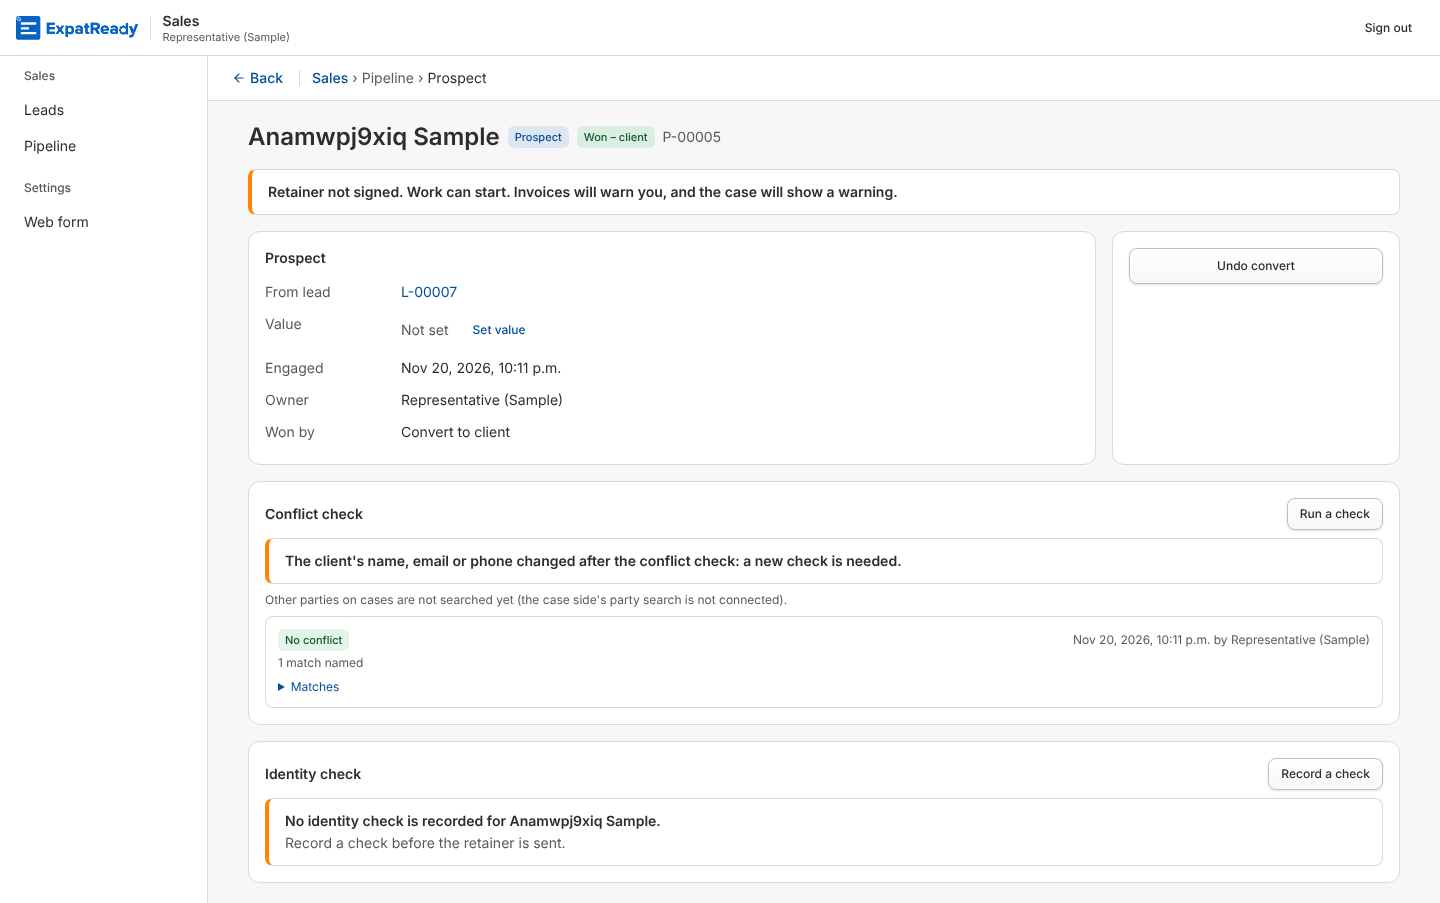 ExpatReady
Sales
Representative (Sample)
Sign out
Sales
Leads
Pipeline
Settings
Web form
← Back
Sales › Pipeline › Prospect
Anamwpj9xiq Sample
Prospect
Won – client
P-00005
Retainer not signed. Work can start. Invoices will warn you, and the case will show a warning.
Prospect
From lead
L-00007
Value
Not set
Set value
Engaged
Nov 20, 2026, 10:11 p.m.
Owner
Representative (Sample)
Won by
Convert to client
Undo convert
Conflict check
Run a check
The client's name, email or phone changed after the conflict check: a new check is needed.
Other parties on cases are not searched yet (the case side's party search is not connected).
No conflict
Nov 20, 2026, 10:11 p.m. by Representative (Sample)
1 match named
Matches
Identity check
Record a check
No identity check is recorded for Anamwpj9xiq Sample.
Record a check before the retainer is sent.